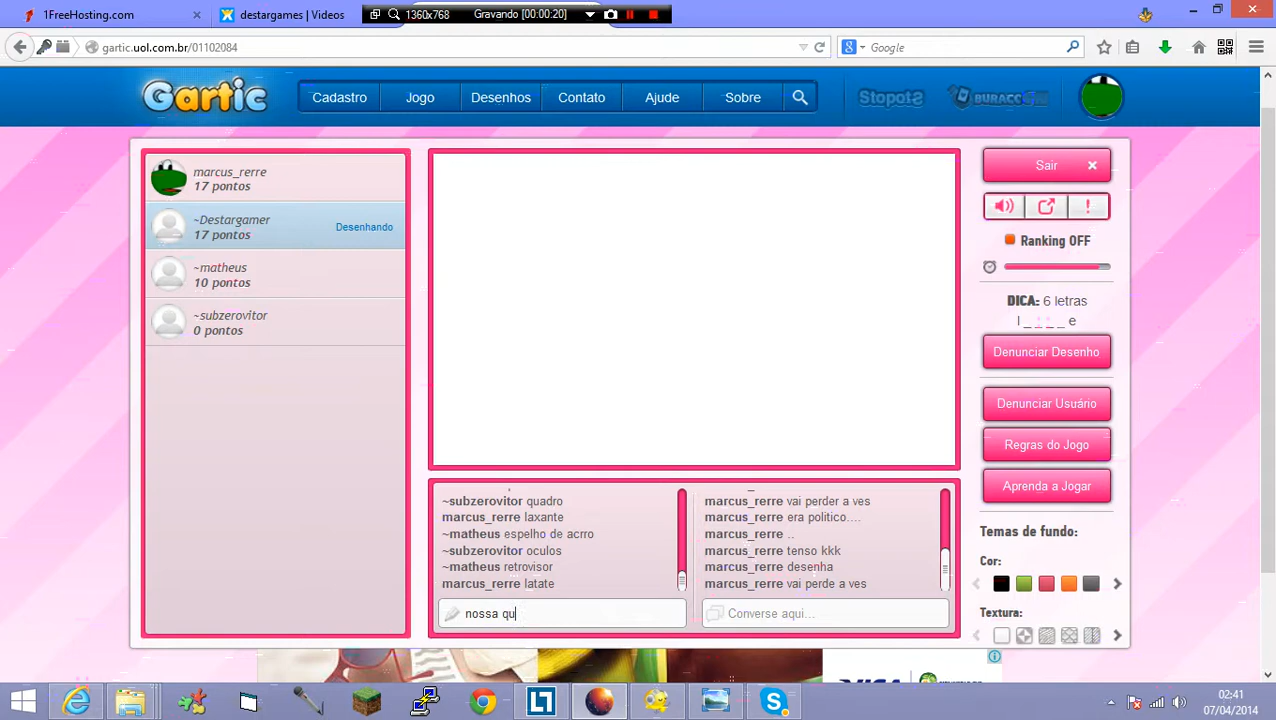 1FreeHosting.com × destargames | Videos 1360x768 Gravando [00:00:20]
gartic.uol.com.br/01102084 Google
Gartic Cadastro Jogo Desenhos Contato Ajude Sobre StopotS BURACO
marcus_rerre
17 pontos
~Destargamer
17 pontos
Desenhando
~matheus
10 pontos
~subzerovitor
0 pontos
~subzerovitor quadro
marcus_rerre laxante
~matheus espelho de acrro
~subzerovitor oculos
~matheus retrovisor
marcus_rerre latate
nossa qu
marcus_rerre vai perder a ves
marcus_rerre era politico....
marcus_rerre ..
marcus_rerre tenso kkk
marcus_rerre desenha
marcus_rerre vai perde a ves
Converse aqui...
Sair ×
Ranking OFF
DICA: 6 letras
l _ _ _ _ e
Denunciar Desenho
Denunciar Usuário
Regras do Jogo
Aprenda a Jogar
Temas de fundo:
Cor:
Textura:
02:41
07/04/2014